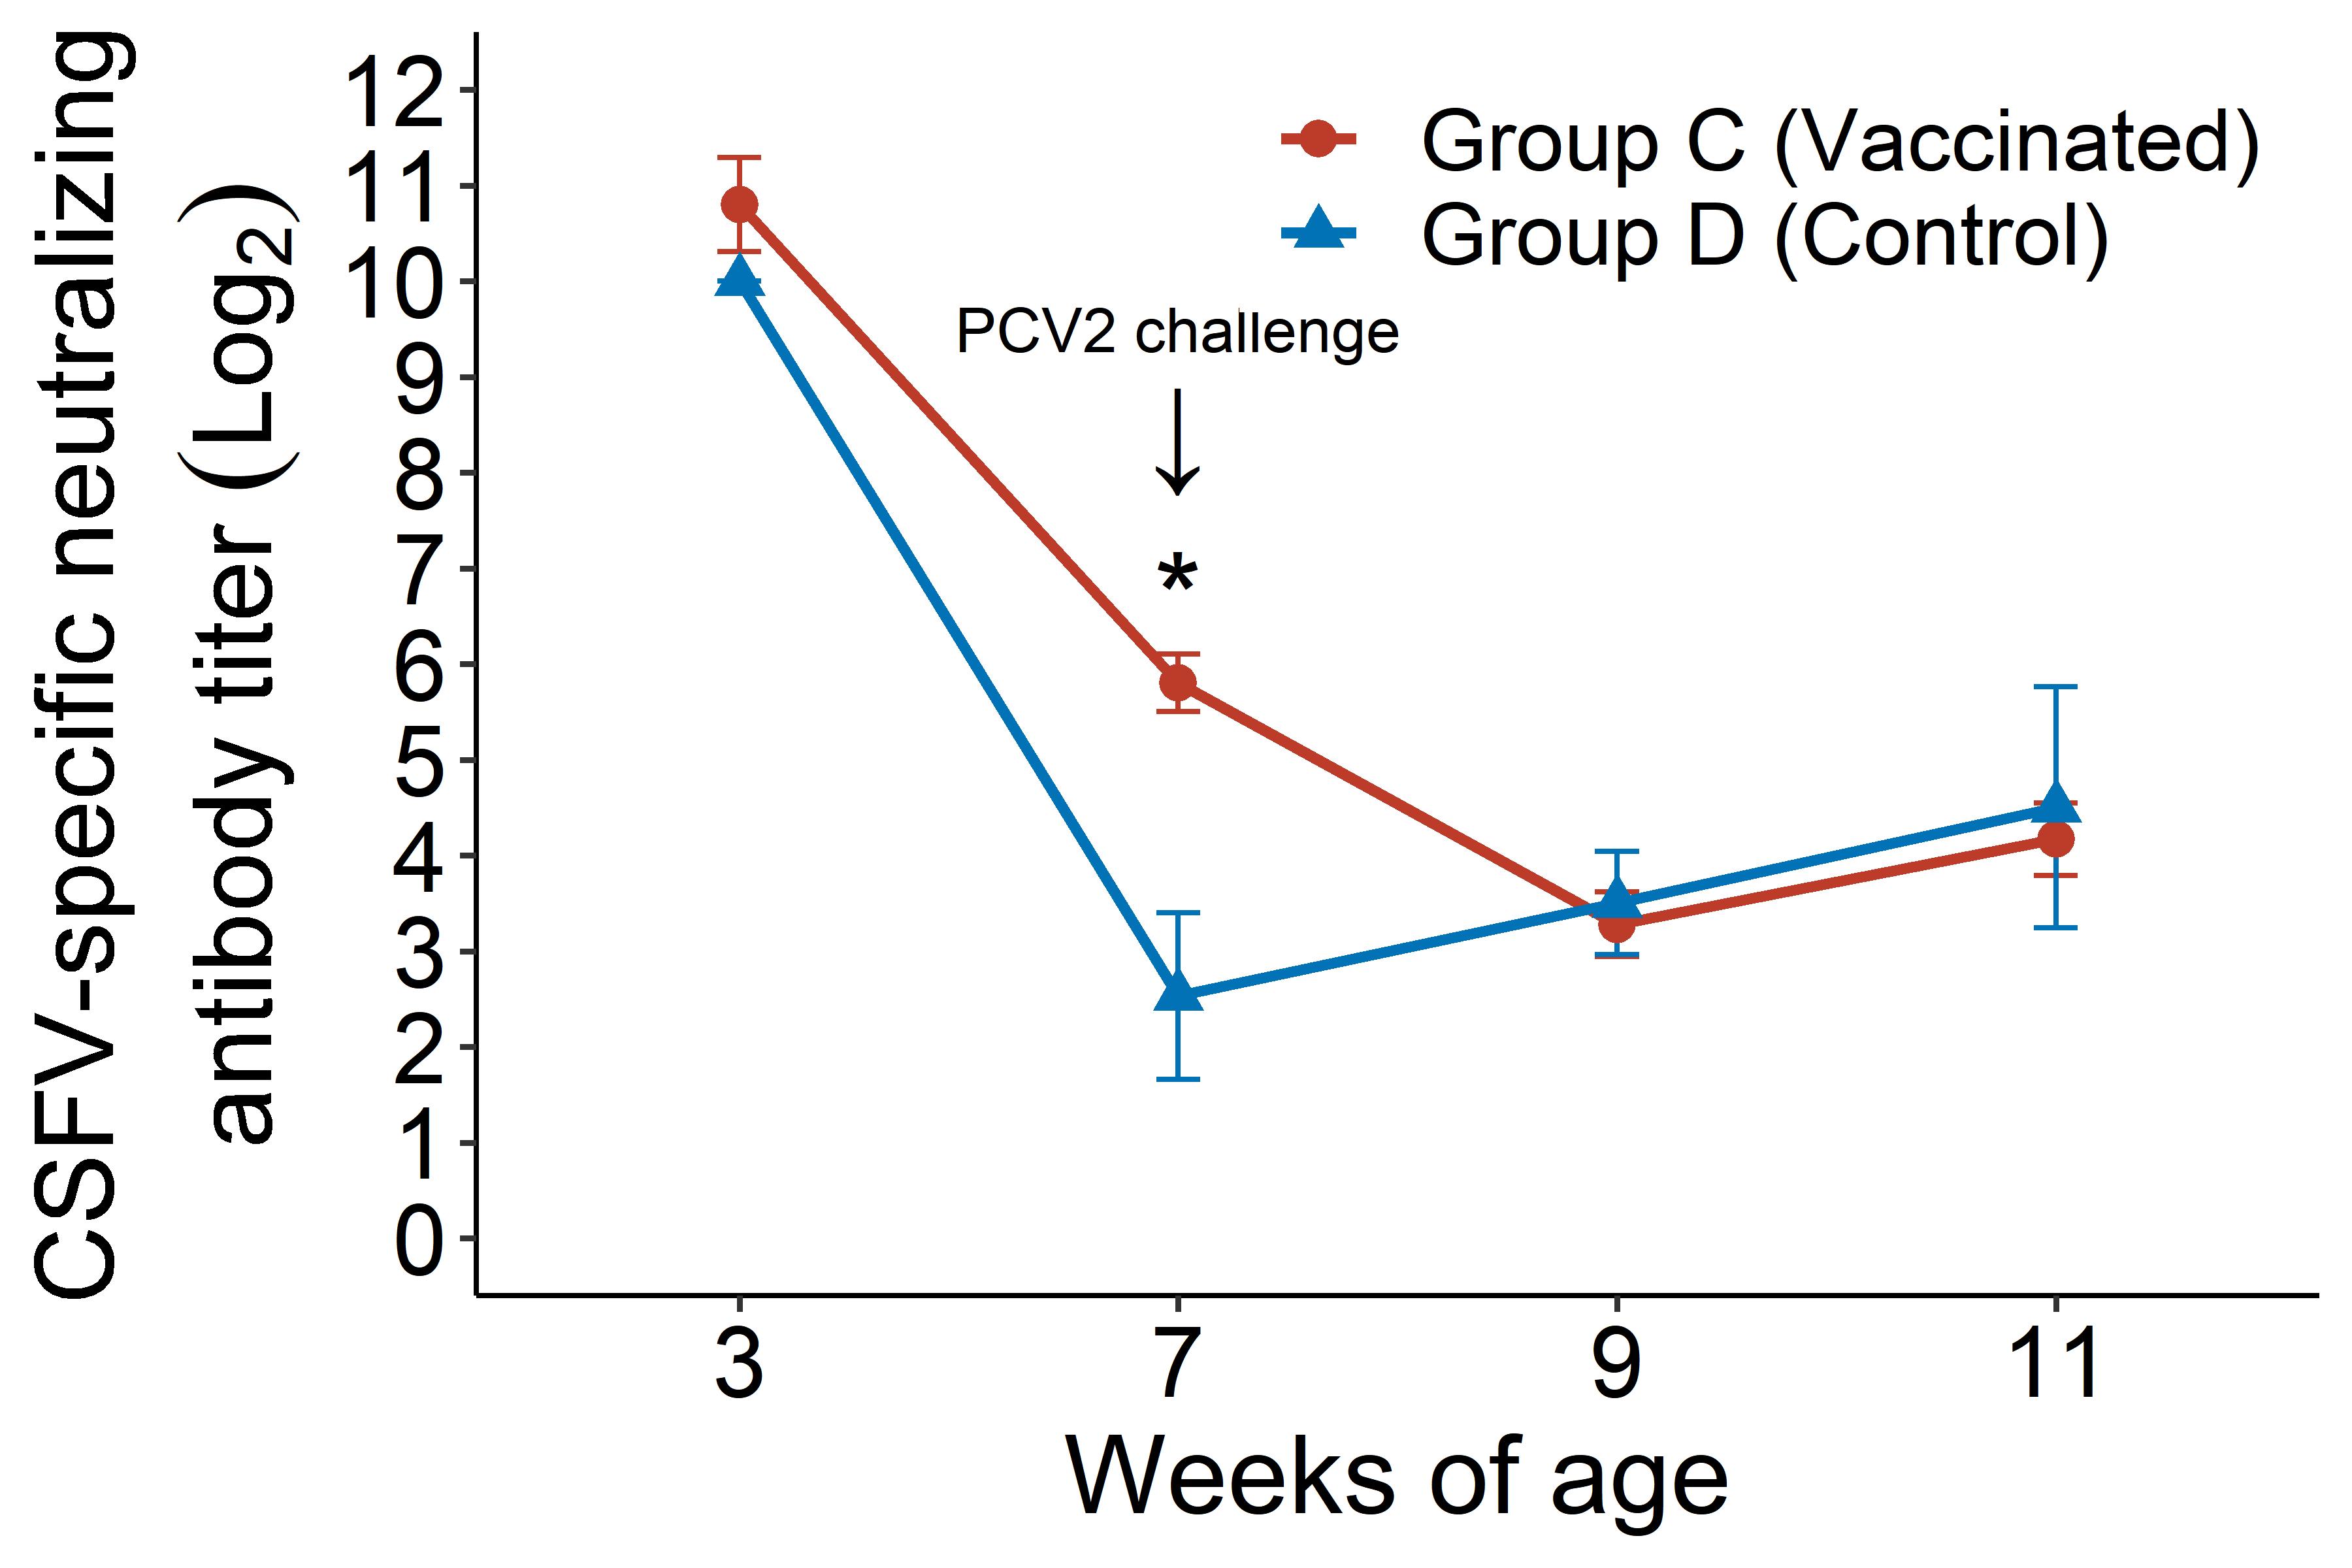 CSFV-specific neutralizing
antibody titer (Log₂)
12
11
10
9
8
7
6
5
4
3
2
1
0
Group C (Vaccinated)
Group D (Control)
PCV2 challenge
↓
*
3 7 9 11
Weeks of age